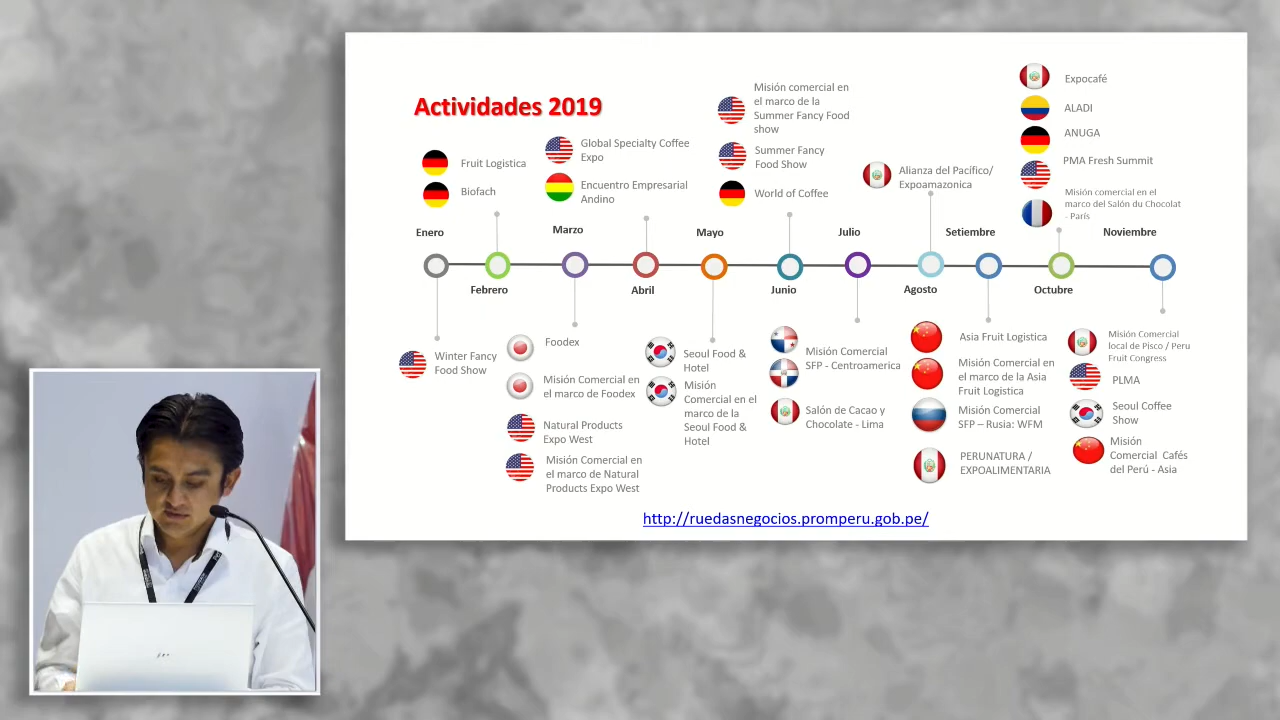 Actividades 2019
Fruit Logistica
Biofach
Global Specialty Coffee
Expo
Encuentro Empresarial
Andino
Misión comercial en
el marco de la
Summer Fancy Food
show
Summer Fancy
Food Show
World of Coffee
Alianza del Pacífico/
Expoamazonica
Expocafé
ALADI
ANUGA
PMA Fresh Summit
Misión comercial en el
marco del Salón du Chocolat
- París
Enero
Marzo
Mayo
Julio
Setiembre
Noviembre
Febrero
Abril
Junio
Agosto
Octubre
Winter Fancy
Food Show
Foodex
Misión Comercial en
el marco de Foodex
Natural Products
Expo West
Misión Comercial en
el marco de Natural
Products Expo West
Seoul Food &
Hotel
Misión
Comercial en el
marco de la
Seoul Food &
Hotel
Misión Comercial
SFP - Centroamerica
Salón de Cacao y
Chocolate - Lima
Asia Fruit Logistica
Misión Comercial en
el marco de la Asia
Fruit Logistica
Misión Comercial
SFP – Rusia: WFM
PERUNATURA /
EXPOALIMENTARIA
Misión Comercial
local de Pisco / Peru
Fruit Congress
PLMA
Seoul Coffee
Show
Misión
Comercial Cafés
del Perú - Asia
http://ruedasnegocios.promperu.gob.pe/